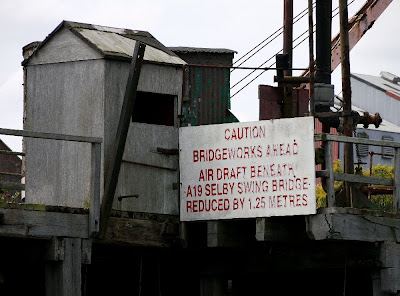 CAUTION
BRIDGEWORKS AHEAD
AIR DRAFT BENEATH
A19 SELBY SWING BRIDGE
REDUCED BY 1.25 METRES